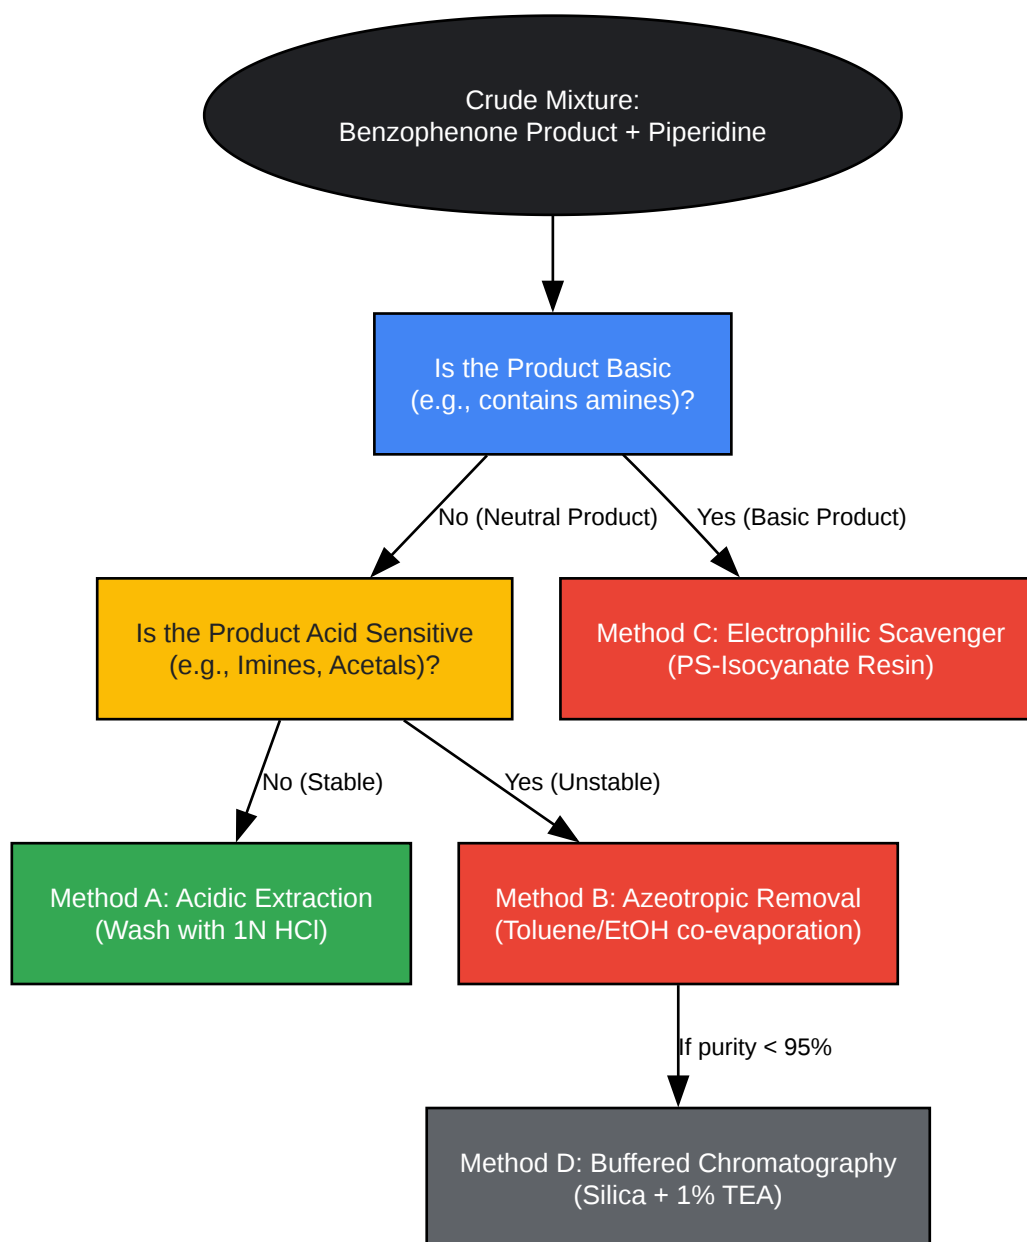 Crude Mixture:
Benzophenone Product + Piperidine
Is the Product Basic
(e.g., contains amines)?
No (Neutral Product)
Yes (Basic Product)
Is the Product Acid Sensitive
(e.g., Imines, Acetals)?
Method C: Electrophilic Scavenger
(PS-Isocyanate Resin)
No (Stable)
Yes (Unstable)
Method A: Acidic Extraction
(Wash with 1N HCl)
Method B: Azeotropic Removal
(Toluene/EtOH co-evaporation)
If purity < 95%
Method D: Buffered Chromatography
(Silica + 1% TEA)